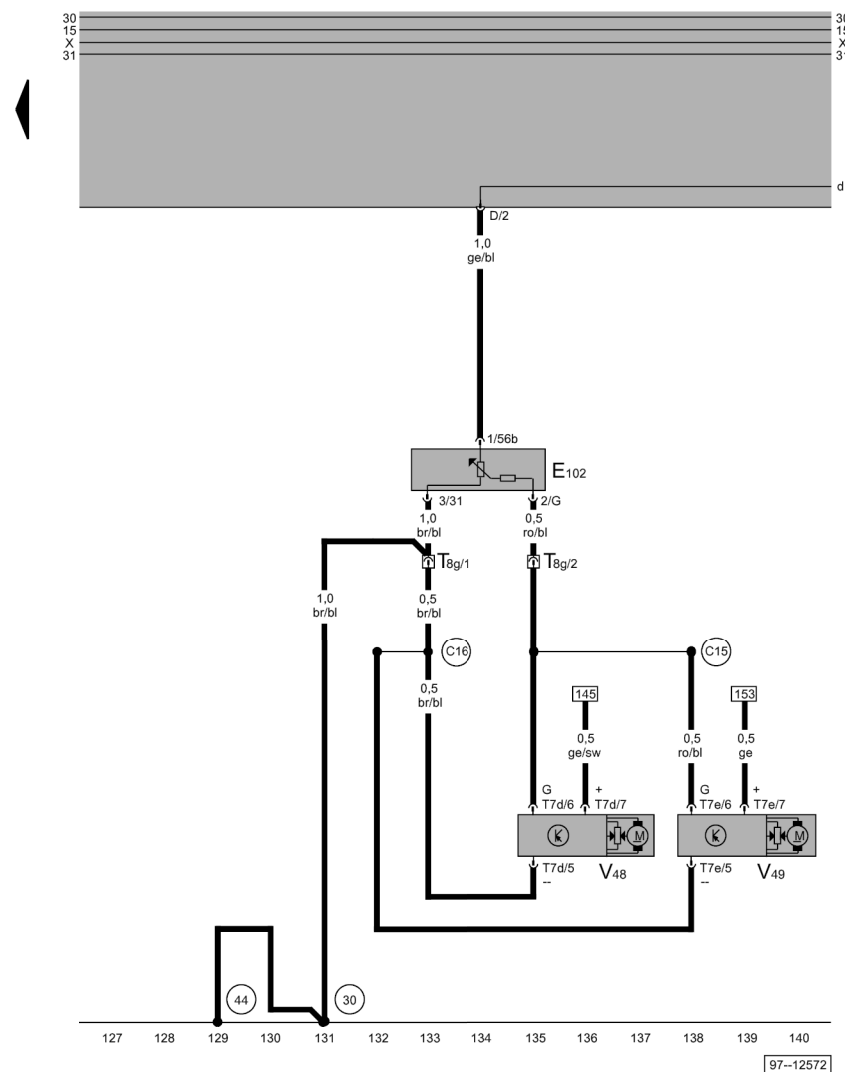 30 30
15 15
X X
31 31
d
D/2
1,0
ge/bl
1/56b
E102
3/31 2/G
1,0 0,5
br/bl ro/bl
T8g/1 T8g/2
1,0 0,5
br/bl br/bl
C16 C15
0,5
br/bl
145 153
0,5 0,5 0,5
ge/sw ro/bl ge
G + G +
T7d/6 T7d/7 T7e/6 T7e/7
M M
T7d/5 V48 T7e/5 V49
-- --
44 30
127 128 129 130 131 132 133 134 135 136 137 138 139 140
97--12572